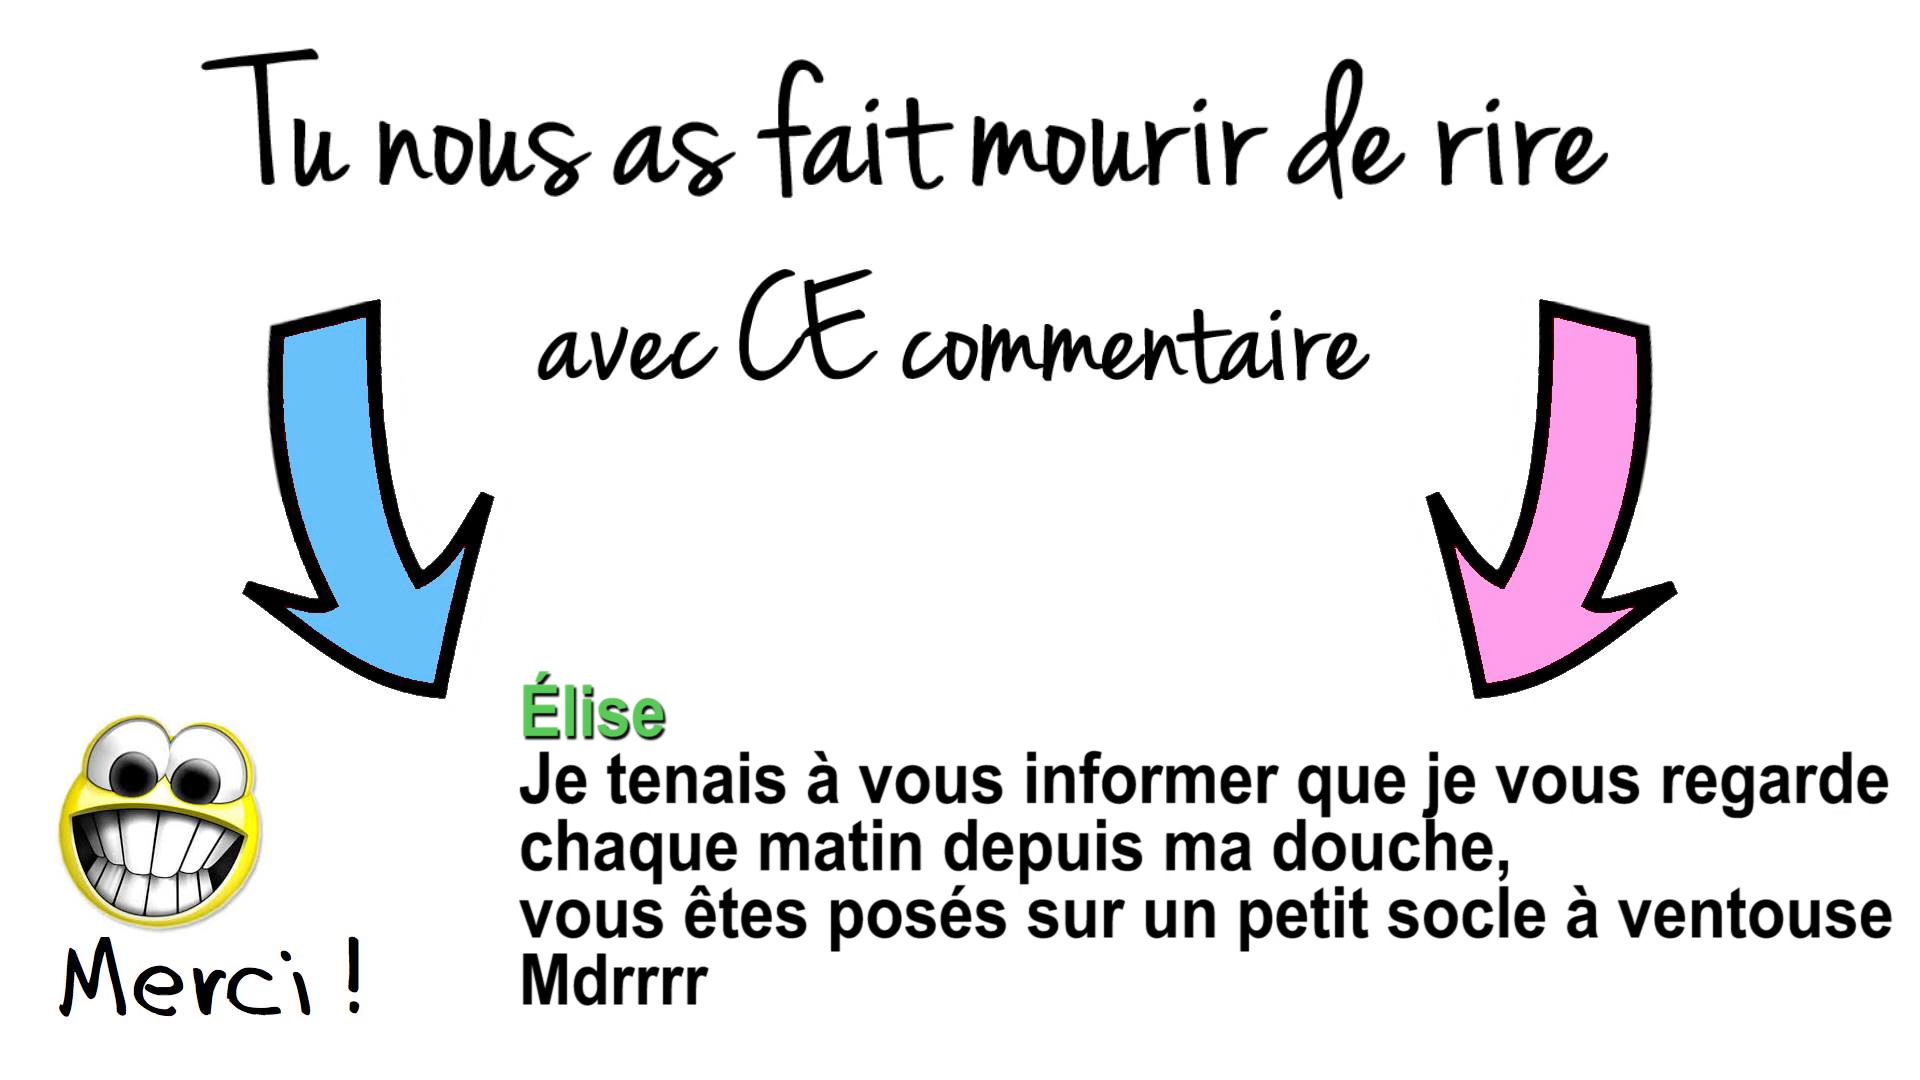 Tu nous as fait mourir de rire
avec CE commentaire
Élise
Je tenais à vous informer que je vous regarde
chaque matin depuis ma douche,
vous êtes posés sur un petit socle à ventouse
Mdrrrr
Merci !